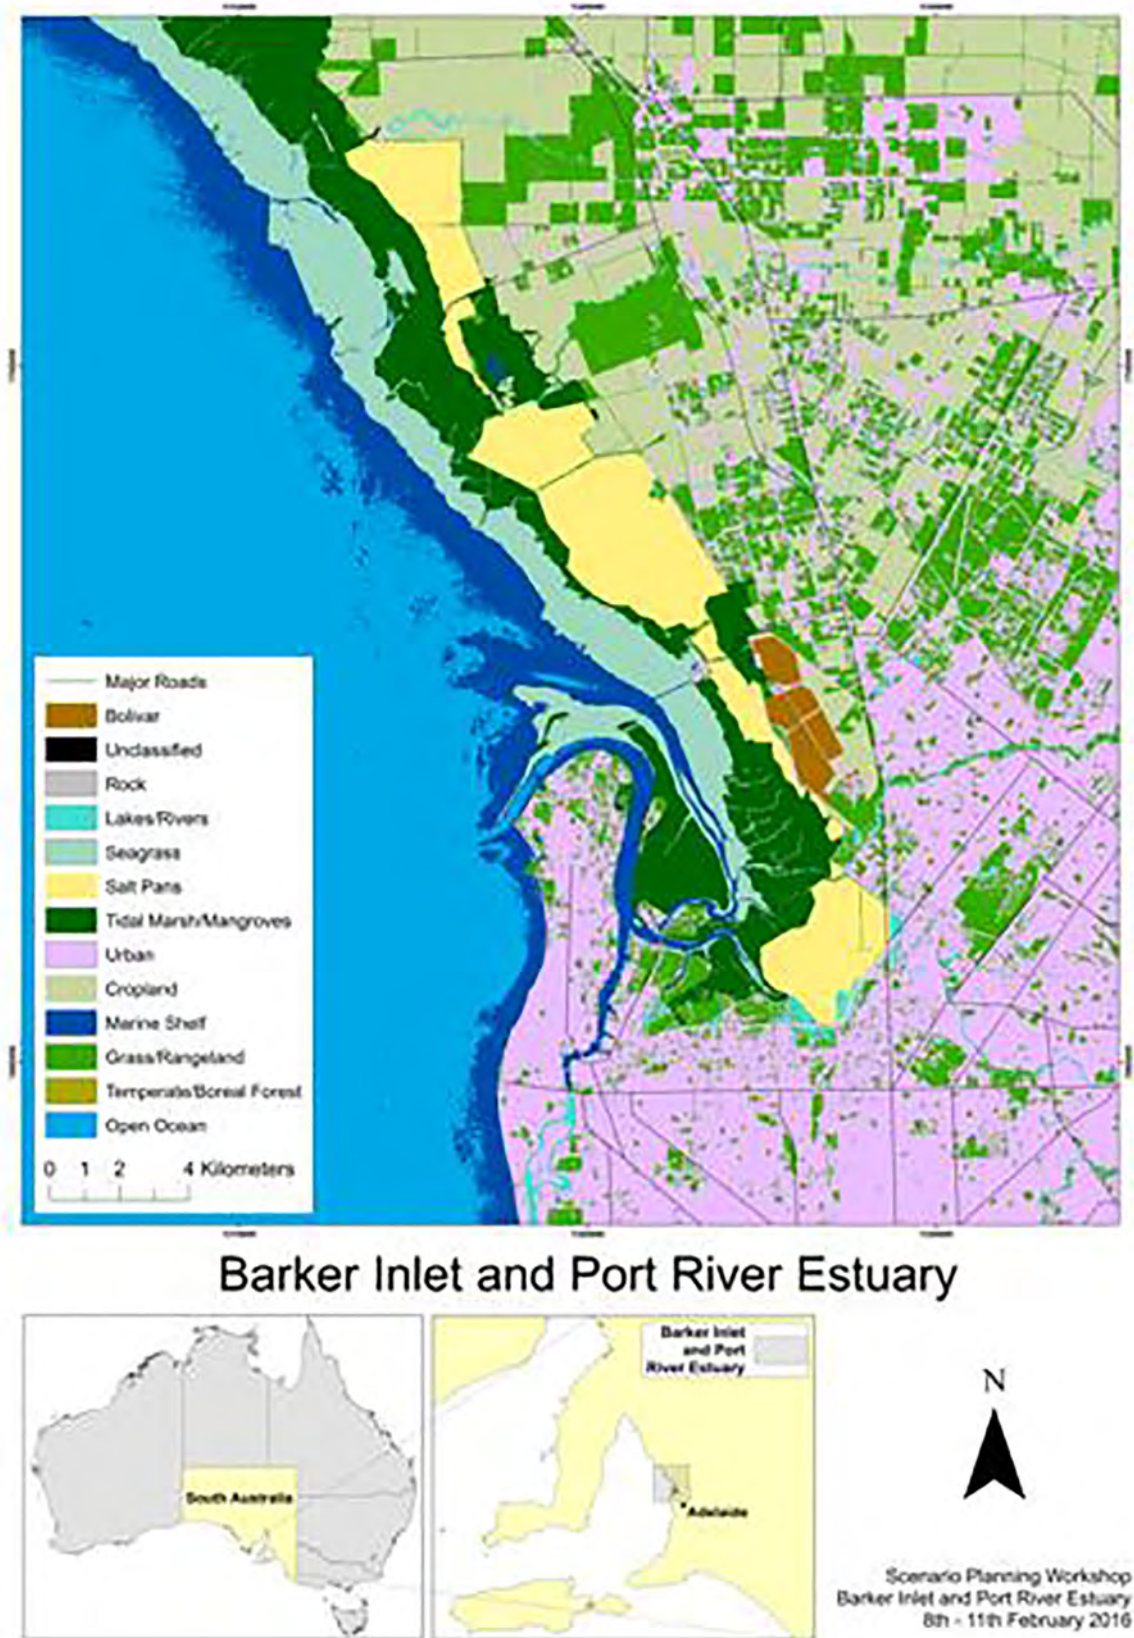 Major Roads
Bolivar
Unclassified
Rock
Lakes/Rivers
Seagrass
Salt Pans
Tidal Marsh/Mangroves
Urban
Cropland
Marine Shelf
Grass/Rangeland
Temperate/Boreal Forest
Open Ocean
0 1 2 4 Kilometers
Barker Inlet and Port River Estuary
South Australia
Barker Inlet
and Port
River Estuary
Adelaide
N
Scenario Planning Workshop
Barker Inlet and Port River Estuary
8th - 11th February 2016